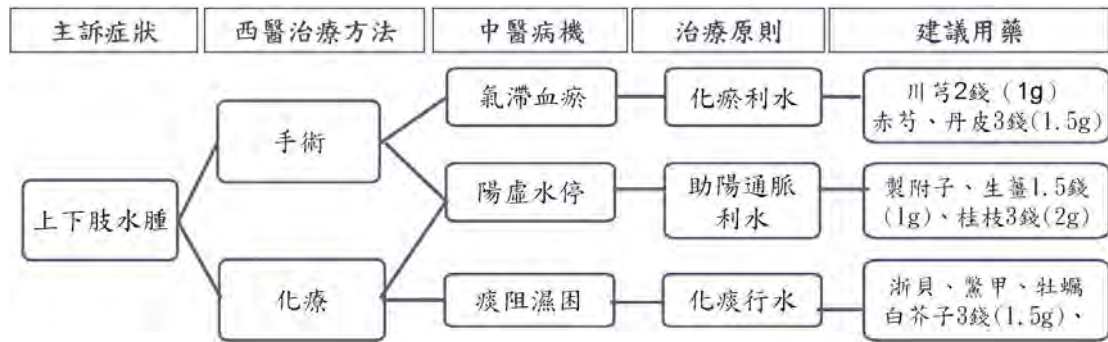 主訴症狀
西醫治療方法
中醫病機
治療原則
建議用藥
上下肢水腫
手術
化療
氣滯血瘀
化瘀利水
川芎2錢(1g)
赤芍、丹皮3錢(1.5g)
陽虛水停
助陽通脈
利水
製附子、生薑1.5錢
(1g)、桂枝3錢(2g)
痰阻濕困
化痰行水
浙貝、鱉甲、牡蠣
白芥子3錢(1.5g)、